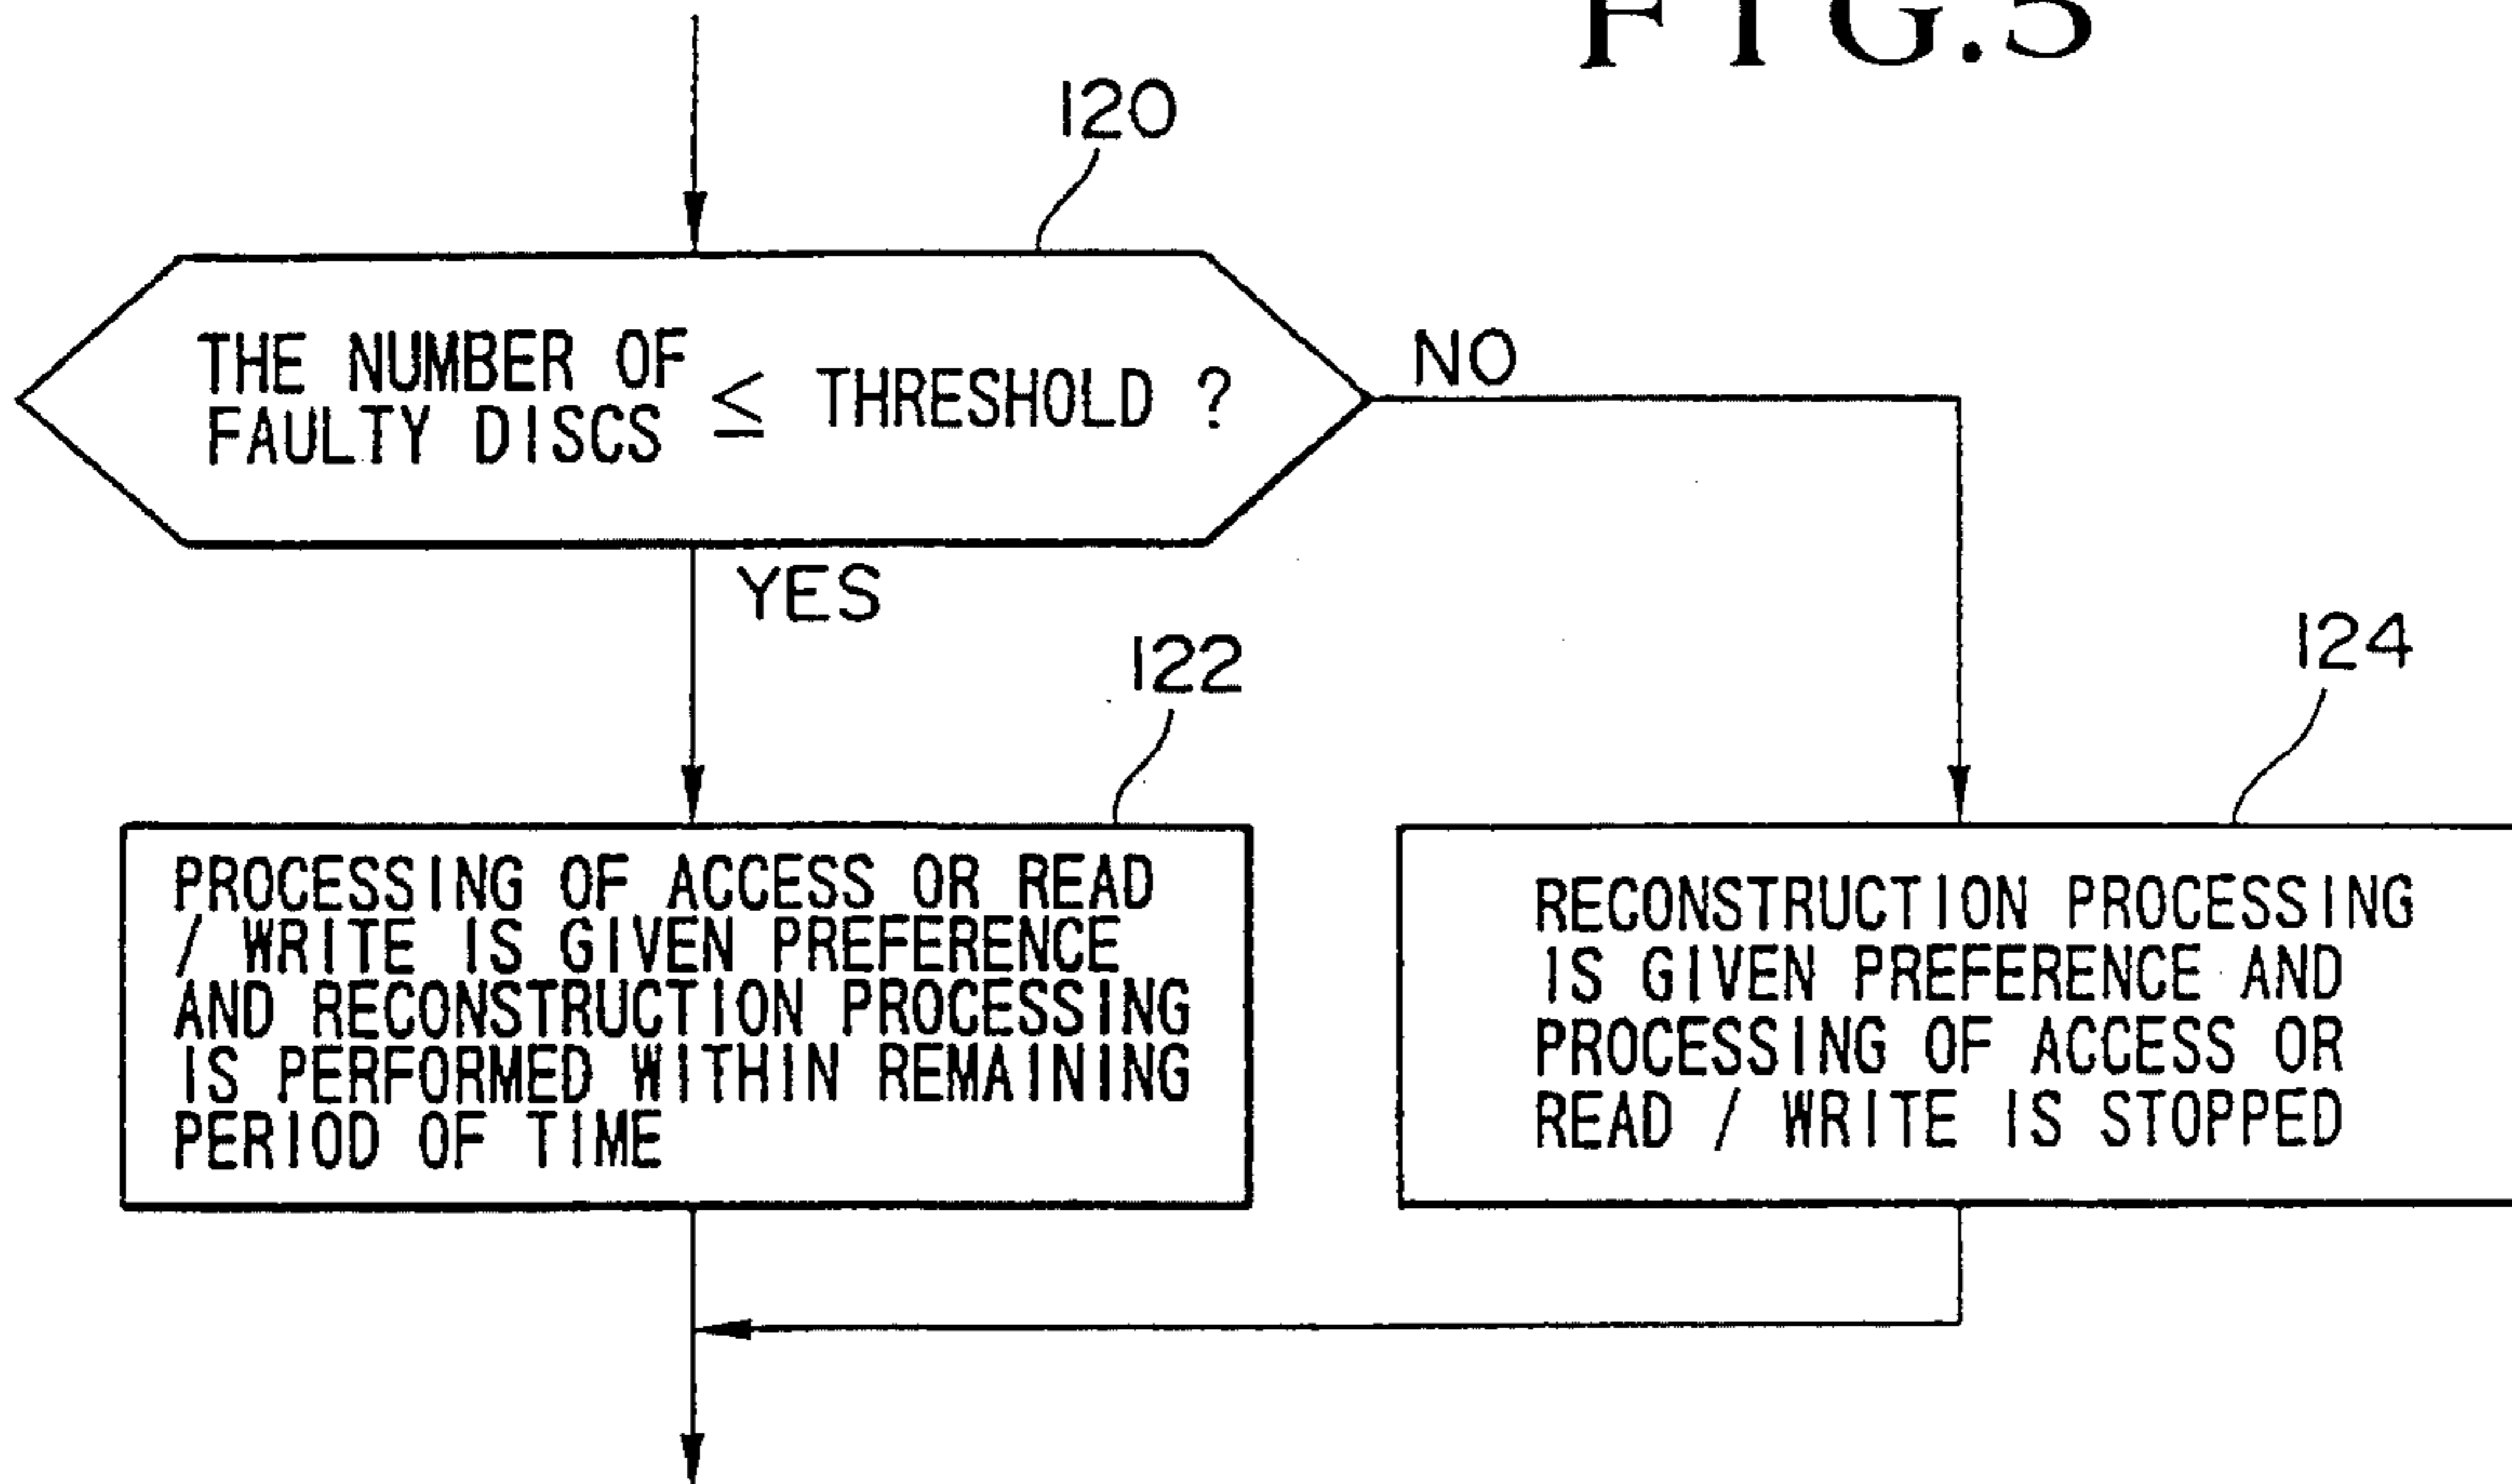 FIG.5
120
THE NUMBER OF
FAULTY DISCS ≤ THRESHOLD ?
NO
YES
122
124
PROCESSING OF ACCESS OR READ
/ WRITE IS GIVEN PREFERENCE
AND RECONSTRUCTION PROCESSING
IS PERFORMED WITHIN REMAINING
PERIOD OF TIME
RECONSTRUCTION PROCESSING
IS GIVEN PREFERENCE AND
PROCESSING OF ACCESS OR
READ / WRITE IS STOPPED